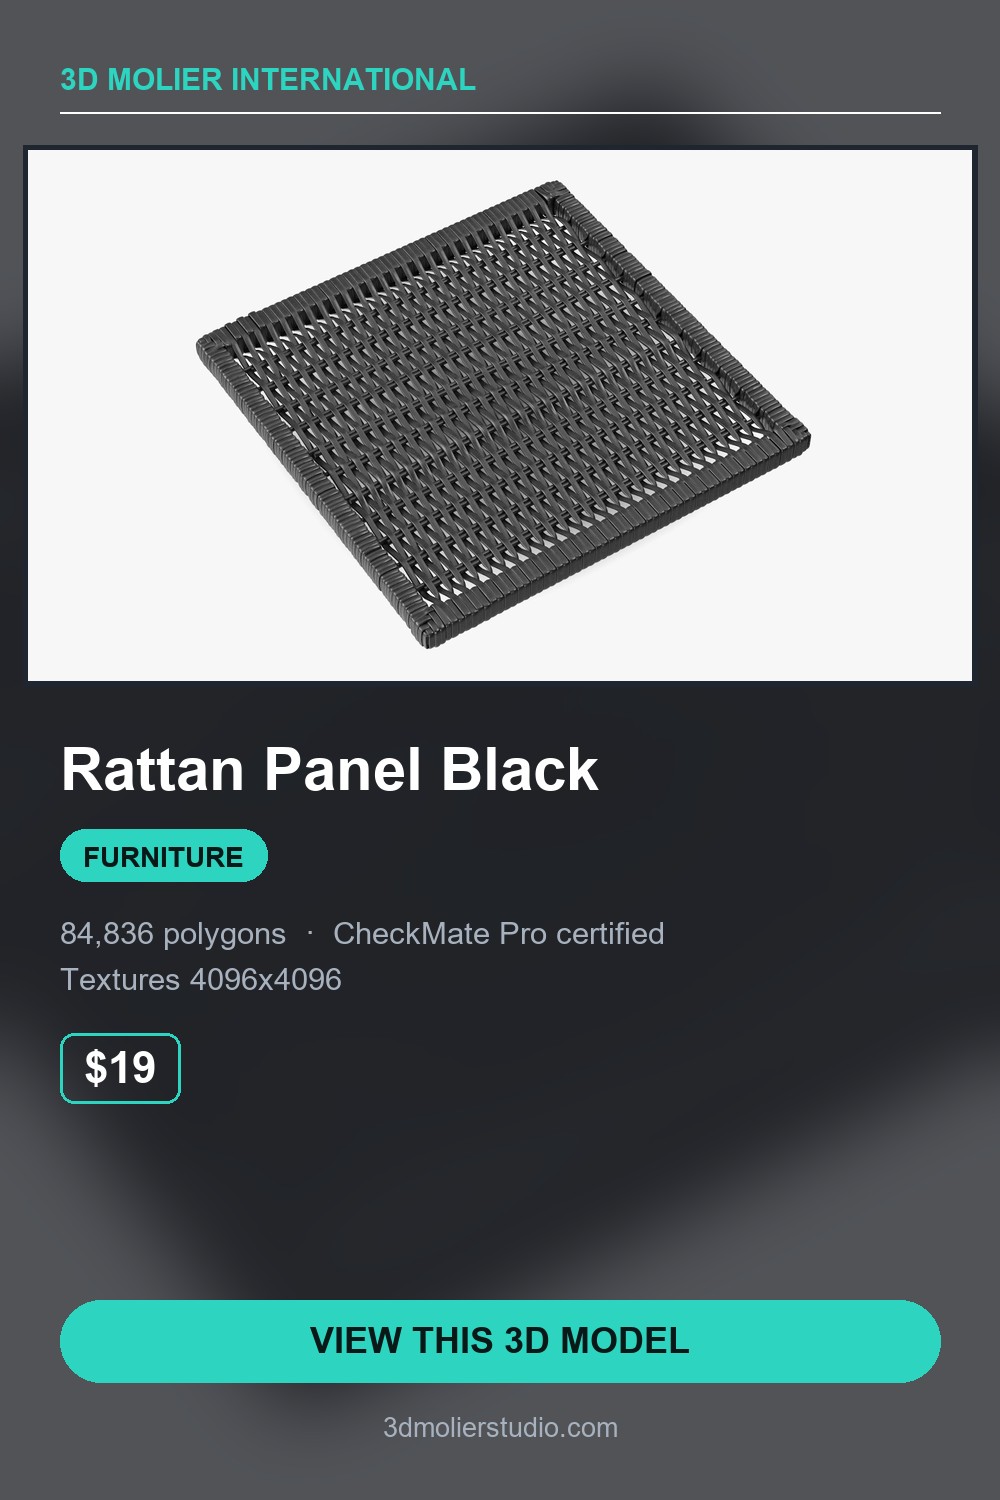 3D MOLIER INTERNATIONAL
Rattan Panel Black
FURNITURE
84,836 polygons · CheckMate Pro certified
Textures 4096x4096
$19
VIEW THIS 3D MODEL
3dmolierstudio.com